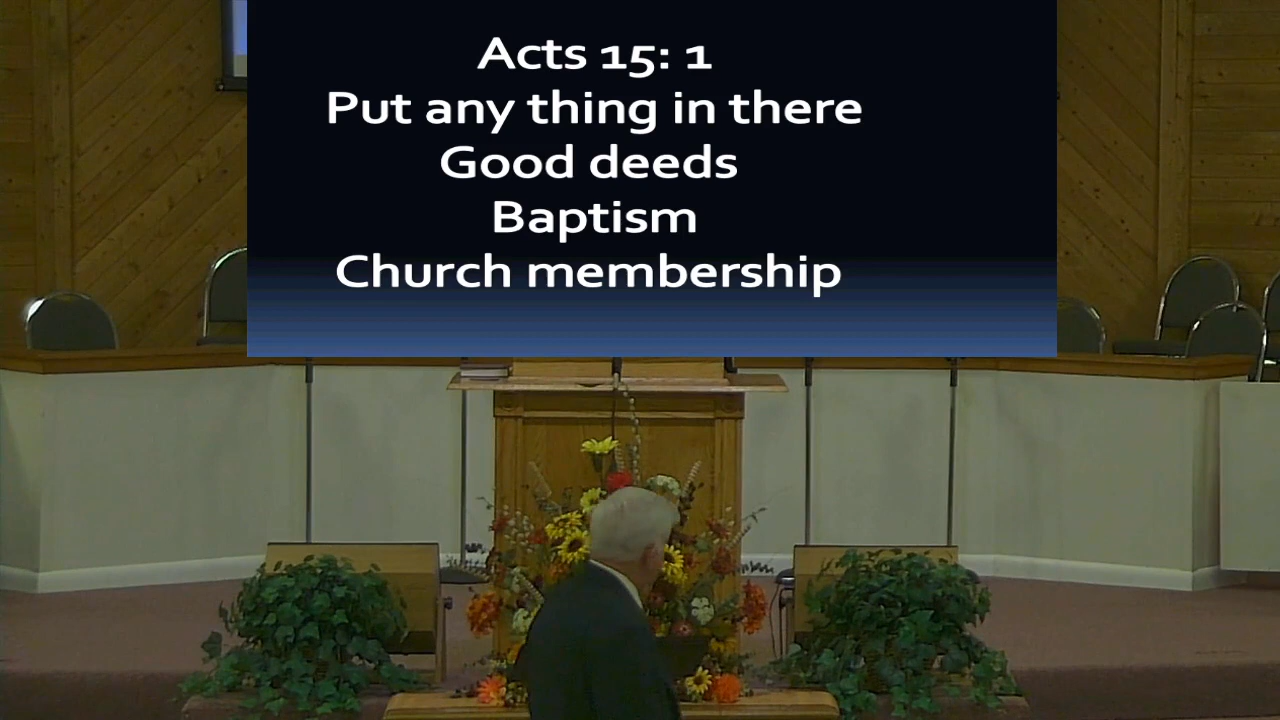 Acts 15: 1
Put any thing in there
Good deeds
Baptism
Church membership